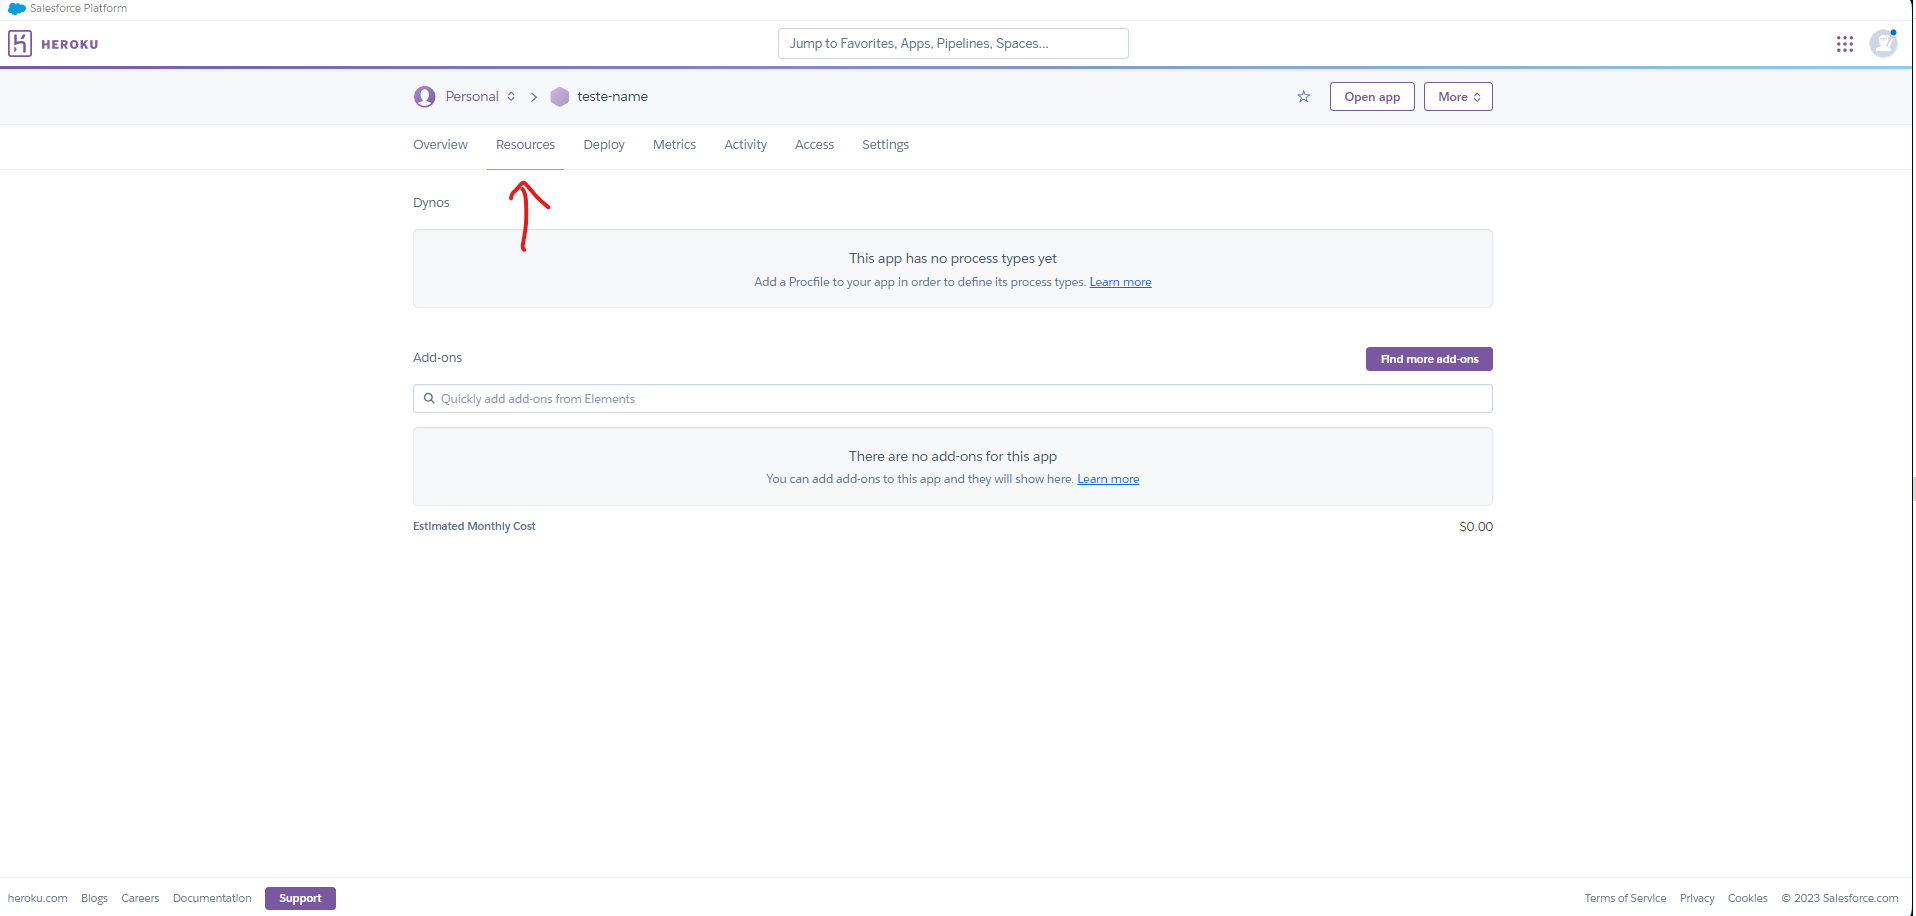 Salesforce Platform
HEROKU
Jump to Favorites, Apps, Pipelines, Spaces...
Personal
teste-name
Open app
More
Overview
Resources
Deploy
Metrics
Activity
Access
Settings
Dynos
This app has no process types yet
Add a Procfile to your app in order to define its process types. Learn more
Add-ons
Find more add-ons
Quickly add add-ons from Elements
There are no add-ons for this app
You can add add-ons to this app and they will show here. Learn more
Estimated Monthly Cost
$0.00
heroku.com
Blogs
Careers
Documentation
Support
Terms of Service
Privacy
Cookies
© 2023 Salesforce.com